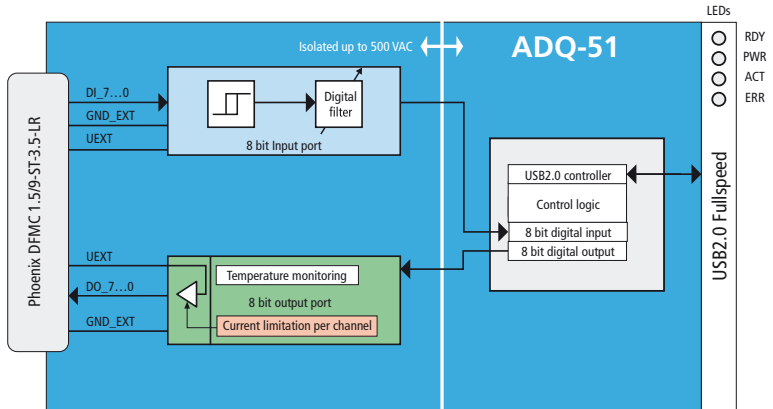 LEDs
RDY
PWR
ACT
ERR
Isolated up to 500 VAC
ADQ-51
Phoenix DFMC 1.5/9-ST-3.5-LR
DI_7...0
GND_EXT
UEXT
Digital
filter
8 bit Input port
USB2.0 controller
Control logic
8 bit digital input
8 bit digital output
USB2.0 Fullspeed
UEXT
DO_7...0
GND_EXT
Temperature monitoring
8 bit output port
Current limitation per channel